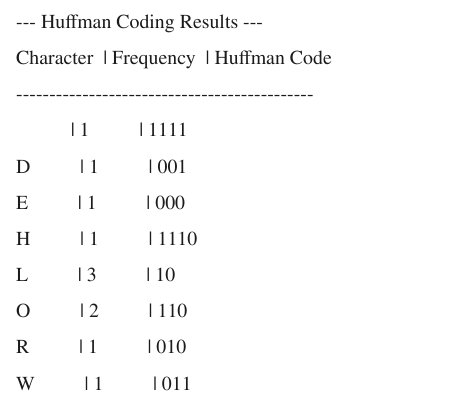 --- Huffman Coding Results ---
Character | Frequency | Huffman Code
---------------------------------------------
| 1 | 1111
D | 1 | 001
E | 1 | 000
H | 1 | 1110
L | 3 | 10
O | 2 | 110
R | 1 | 010
W | 1 | 011